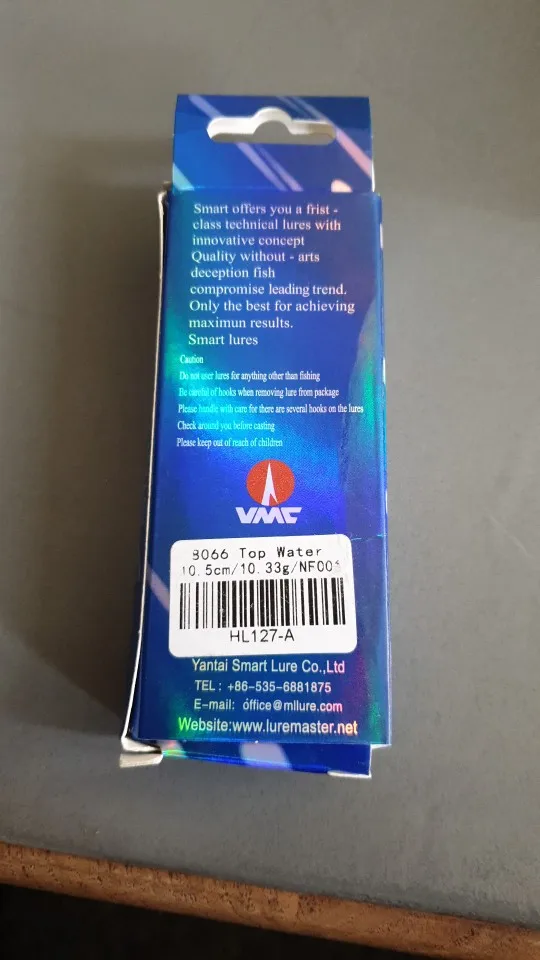 Smart offers you a frist -
class technical lures with
innovative concept
Quality without - arts
deception fish
compromise leading trend.
Only the best for achieving
maximun results.
Smart lures
Caution
Do not user lures for anything other than fishing
Be careful of hooks when removing lure from package
Please handle with care for there are several hooks on the lures
Check around you before casting
Please keep out of reach of children
VMC
8066 Top Water
10.5cm/10.33g/
HL127-A
Yantai Smart Lure Co.,Ltd
TEL: +86-535-6881875
E-mail: office@mllure.com
Website:www.luremaster.net